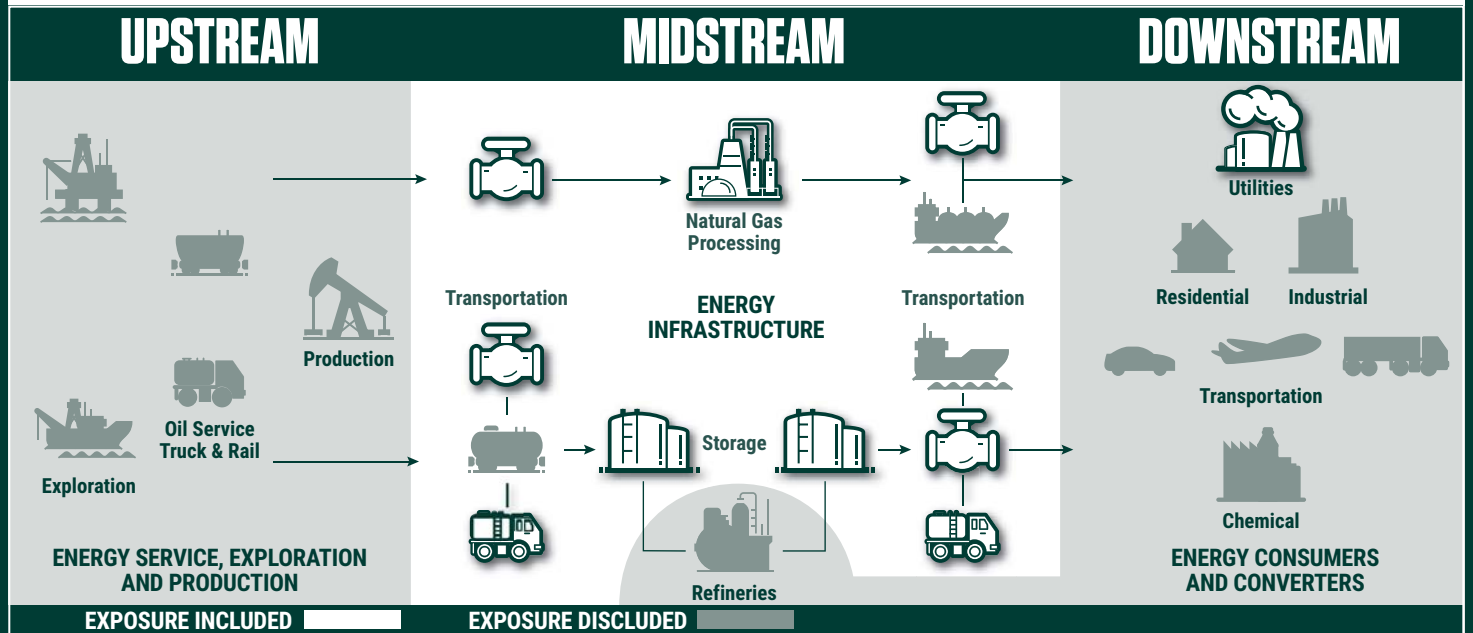 UPSTREAM
MIDSTREAM
DOWNSTREAM
Production
Oil Service
Truck & Rail
Exploration
ENERGY SERVICE, EXPLORATION
AND PRODUCTION
Natural Gas
Processing
Transportation
ENERGY
INFRASTRUCTURE
Transportation
Storage
Refineries
Utilities
Residential
Industrial
Transportation
Chemical
ENERGY CONSUMERS
AND CONVERTERS
EXPOSURE INCLUDED
EXPOSURE DISCLUDED